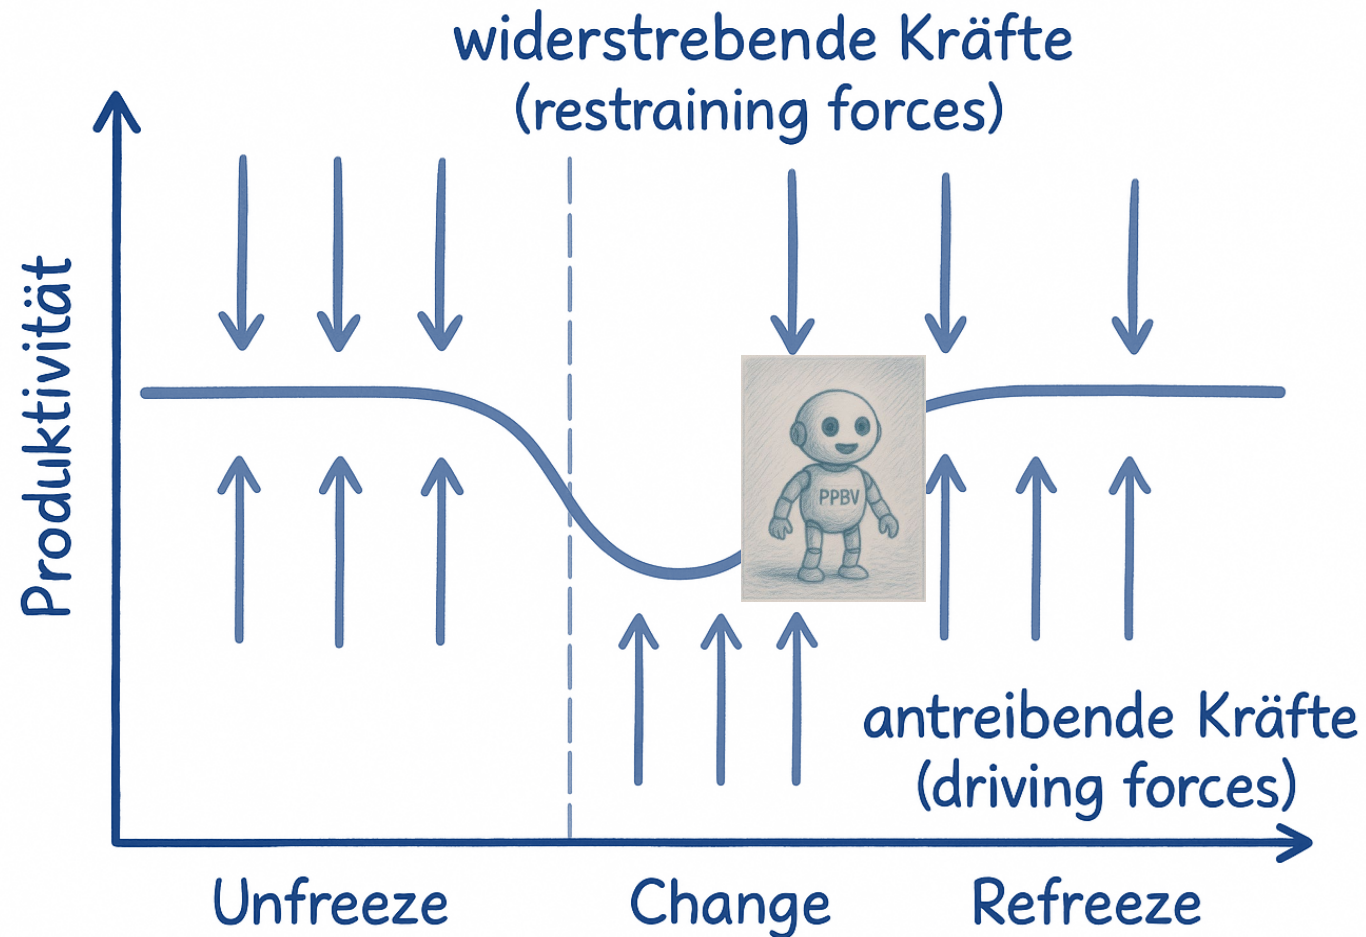 widerstrebende Kräfte
(restraining forces)
Produktivität
PPBV
antreibende Kräfte
(driving forces)
Unfreeze
Change
Refreeze